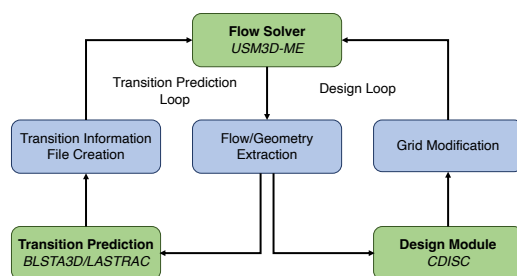 Flow Solver
USM3D-ME
Transition Prediction
Loop
Design Loop
Transition Information
File Creation
Flow/Geometry
Extraction
Grid Modification
Transition Prediction
BLSTA3D/LASTRAC
Design Module
CDISC